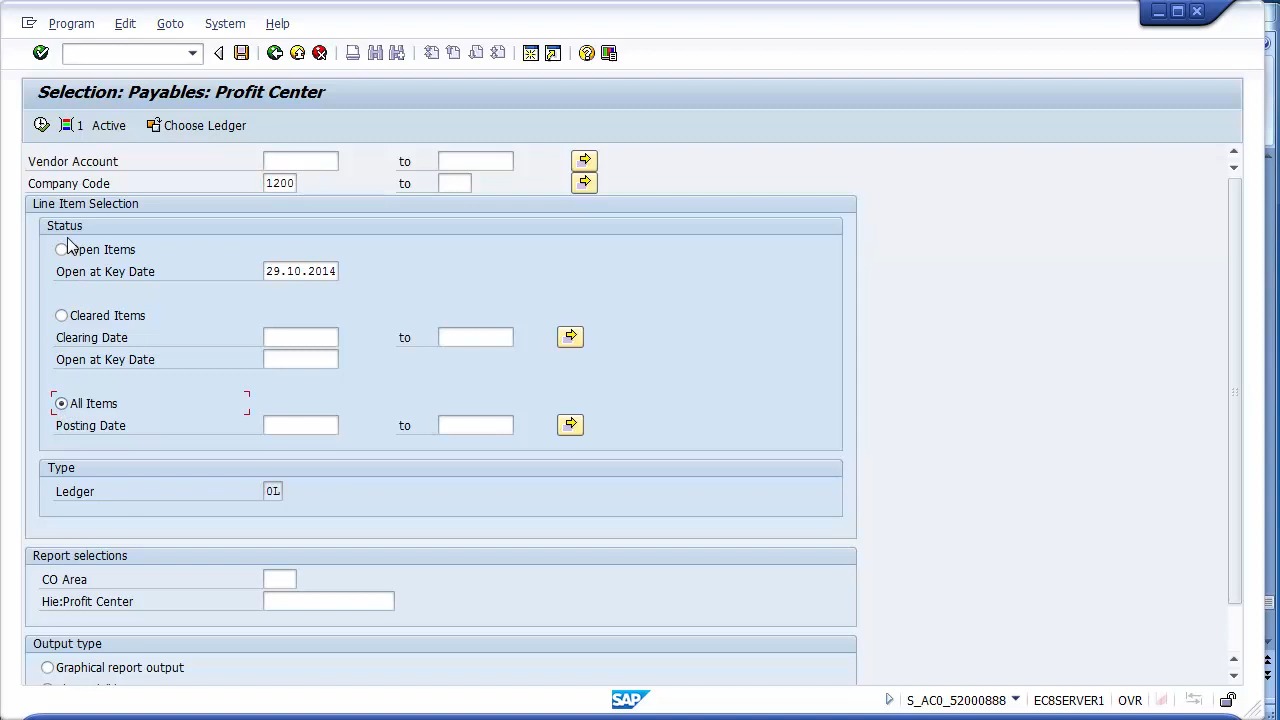 Program Edit Goto System Help
Selection: Payables: Profit Center
1 Active Choose Ledger
Vendor Account to
Company Code 1200 to
Line Item Selection
Status
Open Items
Open at Key Date 29.10.2014
Cleared Items
Clearing Date to
Open at Key Date
All Items
Posting Date to
Type
Ledger 0L
Report selections
CO Area
Hie:Profit Center
Output type
Graphical report output
SAP S_AC0_52000888 EC8SERVER1 OVR